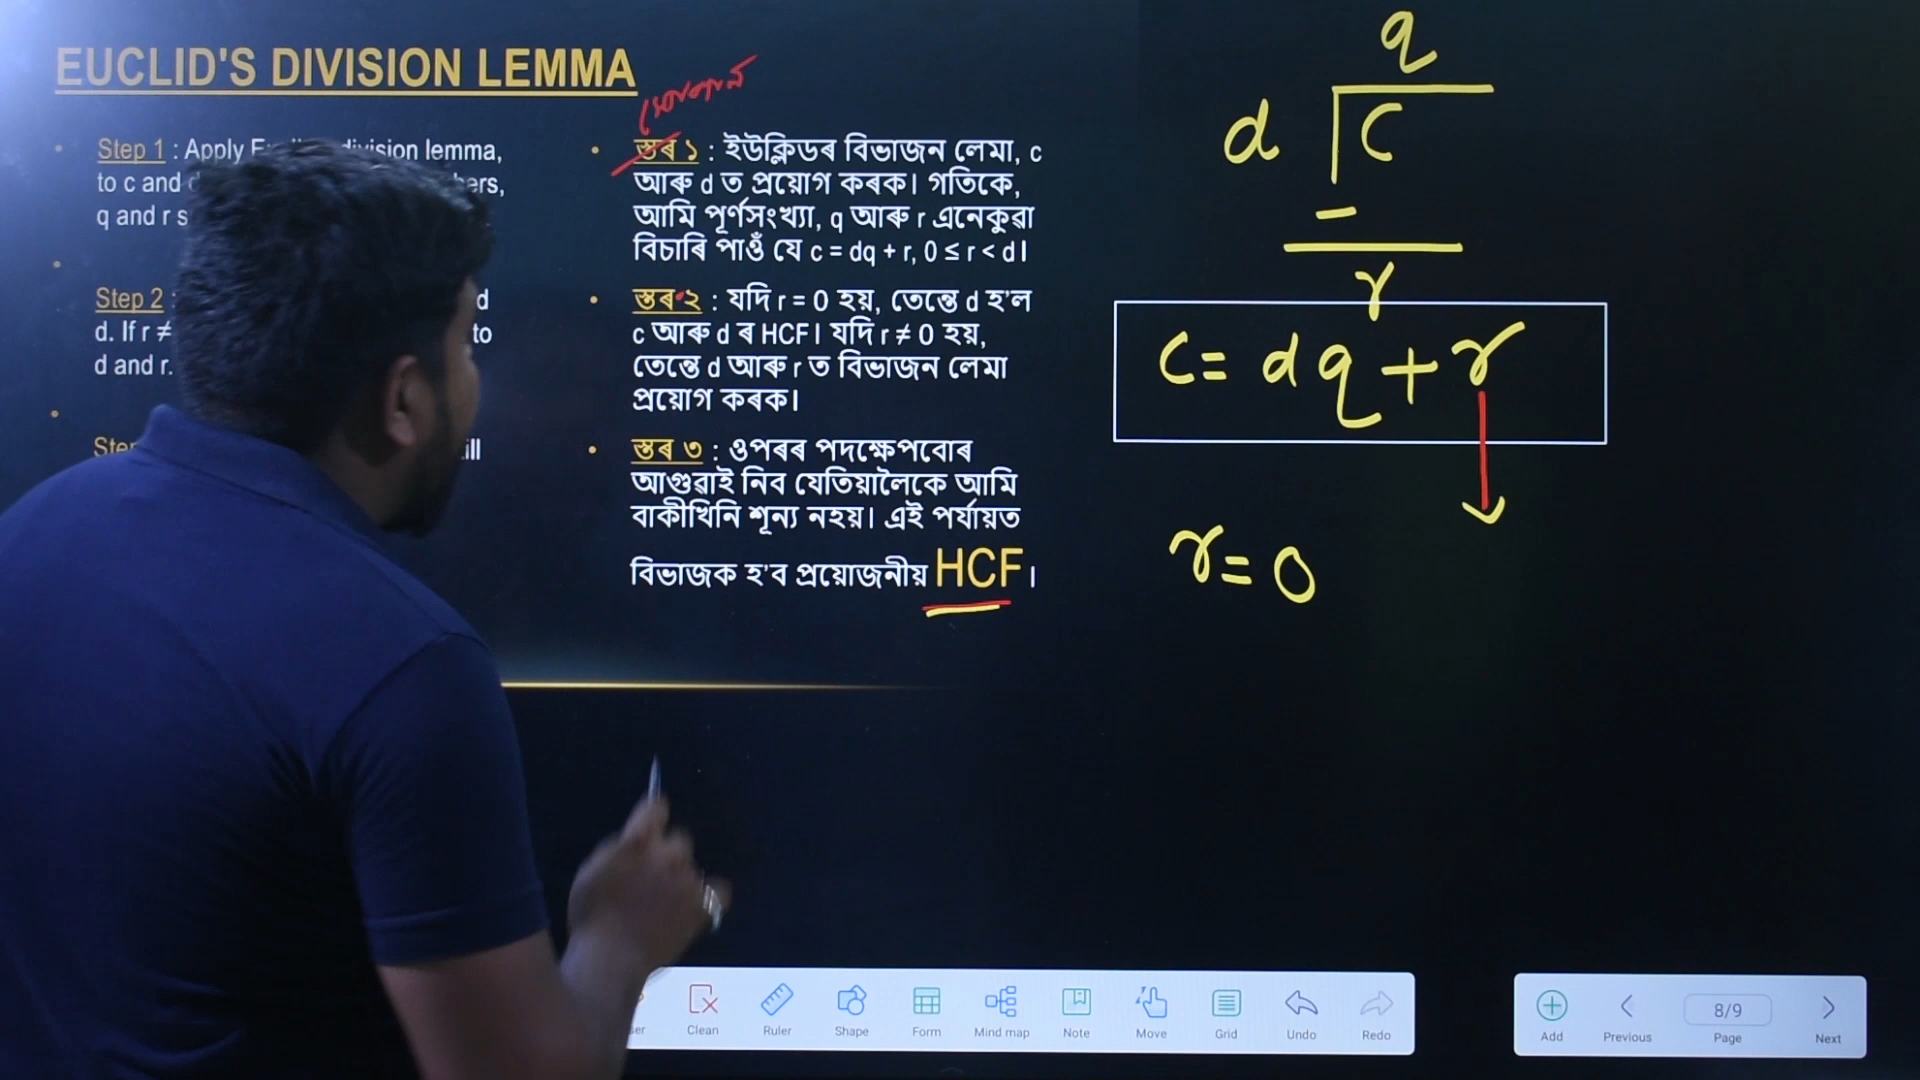 EUCLID'S DIVISION LEMMA
Step 1 : Apply division lemma,
to c and
q and r
Step 2 :
d. If r ≠ to
d and r.
স্তৰ ১ : ইউক্লিডৰ বিভাজন লেমা, c
আৰু d ত প্ৰয়োগ কৰক। গতিকে,
আমি পূৰ্ণসংখ্যা, q আৰু r এনেকুৱা
বিচাৰি পাওঁ যে c = dq + r, 0 ≤ r < d।
স্তৰ ২ : যদি r = 0 হয়, তেন্তে d হ'ল
c আৰু d ৰ HCF। যদি r ≠ 0 হয়,
তেন্তে d আৰু r ত বিভাজন লেমা
প্ৰয়োগ কৰক।
স্তৰ ৩ : ওপৰৰ পদক্ষেপবোৰ
আগুৱাই নিব যেতিয়ালৈকে আমি
বাকীখিনি শূন্য নহয়। এই পৰ্যায়ত
বিভাজক হ'ব প্ৰয়োজনীয় HCF।
q
d C
−
r
C = dq + r
r = 0
Clean Ruler Shape Form Mind map Note Move Grid Undo Redo
8/9
Add Previous Page Next